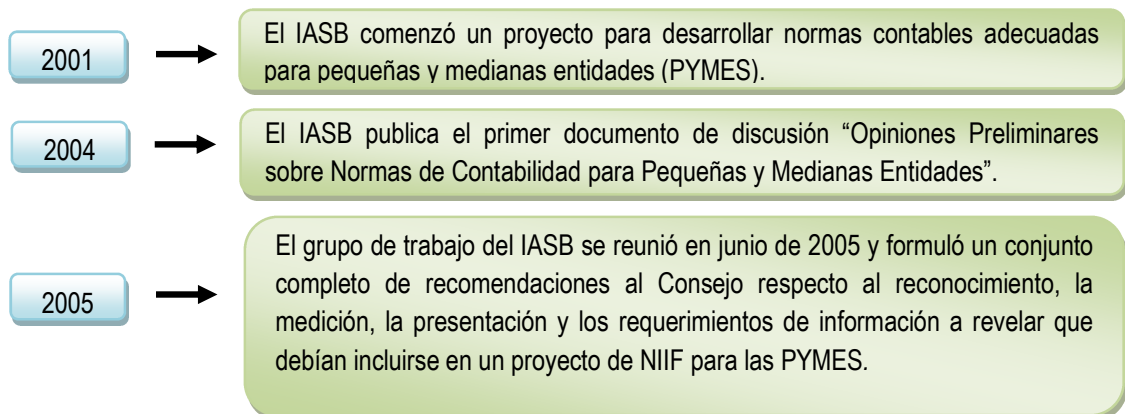 2001
El IASB comenzó un proyecto para desarrollar normas contables adecuadas
para pequeñas y medianas entidades (PYMES).
2004
El IASB publica el primer documento de discusión “Opiniones Preliminares
sobre Normas de Contabilidad para Pequeñas y Medianas Entidades”.
2005
El grupo de trabajo del IASB se reunió en junio de 2005 y formuló un conjunto
completo de recomendaciones al Consejo respecto al reconocimiento, la
medición, la presentación y los requerimientos de información a revelar que
debían incluirse en un proyecto de NIIF para las PYMES.